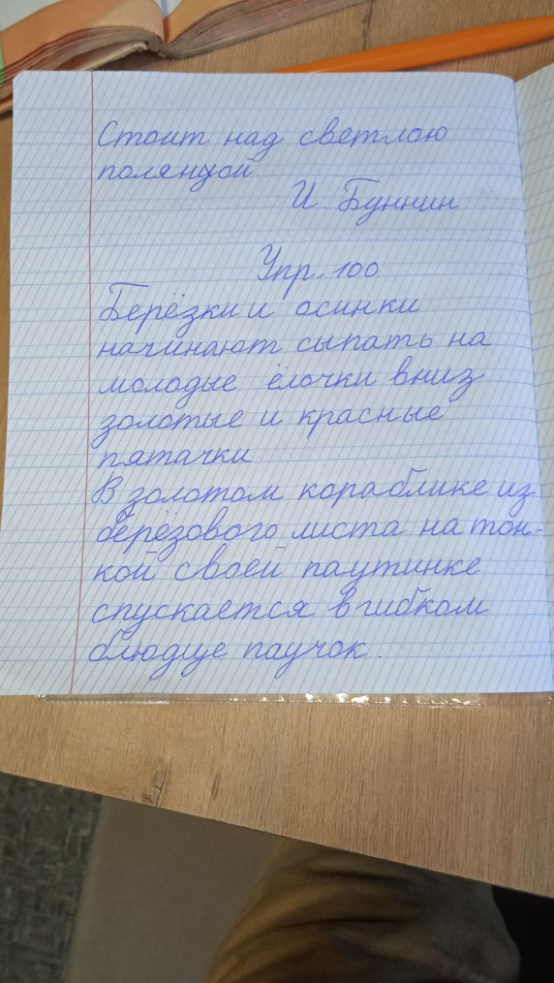 Стоит над светлою
поляной.
И. Буннин
Упр. 100
Берёзки и осинки
начинают сыпать на
молодые ёлочки вниз
золотые и красные
пятачки
В золотом кораблике из
берёзового листа на тон-
кой своей паутинке
спускается в гибком
блюдце паучок.